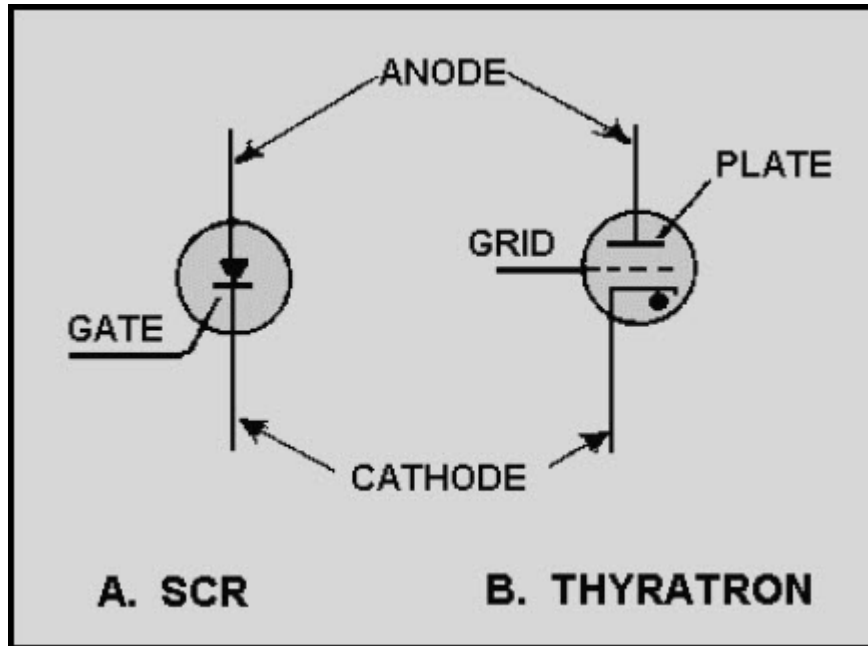 ANODE
PLATE
GRID
GATE
CATHODE
A. SCR
B. THYRATRON